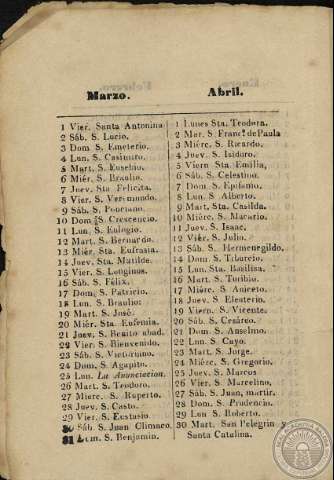 Marzo.
1 Vier. Santa Antonina
2 Sáb. S. Lucio.
3 Dom S. Emeterio.
4 Lun. S. Casimiro.
5 Mart. S. Eusebio.
6 Miér. S. Braulio.
7 Juev. Sta Felicita.
8 Vier. S. Veremundo.
9 Sáb. S. Ponciano.
10 Dom. S. Crescencio.
11 Lun. S. Eulogio.
12 Mart. S. Bernardo.
13 Miér. Sta Eufrasia.
14 Juev. Sta. Matilde.
15 Vier. S. Longinos.
16 Sáb. S. Félix.
17 Dom. S. Patricio.
18 Lun. S. Braulio:
19 Mart. S. José.
20 Miér. Sta Eufemia.
21 Juev. S. Benito abad.
22 Vier. S. Bienvenido.
23 Sáb. S. Victoriano.
24 Dom. S. Agapito.
25 Lun. La Anunciacion.
26 Mart. S. Teodoro.
27 Miere. S. Ruperto.
28 Juev. S. Casto.
29 Vier. S. Eustasio
30 Sáb. S. Juan Climaco.
31 Dom. S. Benjamin.
Abril.
1 Lunes Sta. Teodora.
2 Mar. S. Franc°. de Paula
3 Miérc. S. Ricardo.
4 Juev. S. Isidoro.
5 Viern Sta. Emilia.
6 Sáb. S. Celestino.
7 Dom. S. Epifanio.
8 Lun. S. Alberto.
9 Mart. Sta. Casilda.
10 Miérc. S. Macario.
11 Juev. S. Isaac.
12 Viér. S. Julio.
13 Sáb. S. Hermenegildo.
14 Dom. S. Tiburcio.
15 Lun. Sta. Basilisa.
16 Mart. S. Toribio.
17 Miérc. S. Aniceto.
18 Juev. S. Eleuterio.
19 Viern. S. Vicente.
20 Sáb. S. Cesáreo.
21 Dom. S. Anselmo.
22 Lun. S. Cayo.
23 Mart. S. Jorge.
24 Miérc. S. Gregorio.
25 Juev. S. Marcos
26 Vier. S. Marcelino,
27 Sáb. S. Juan, martir.
28 Dom. S. Prudencio.
29 Lun S. Roberto.
30 Mart. San Pelegrin y
Santa Catalina.